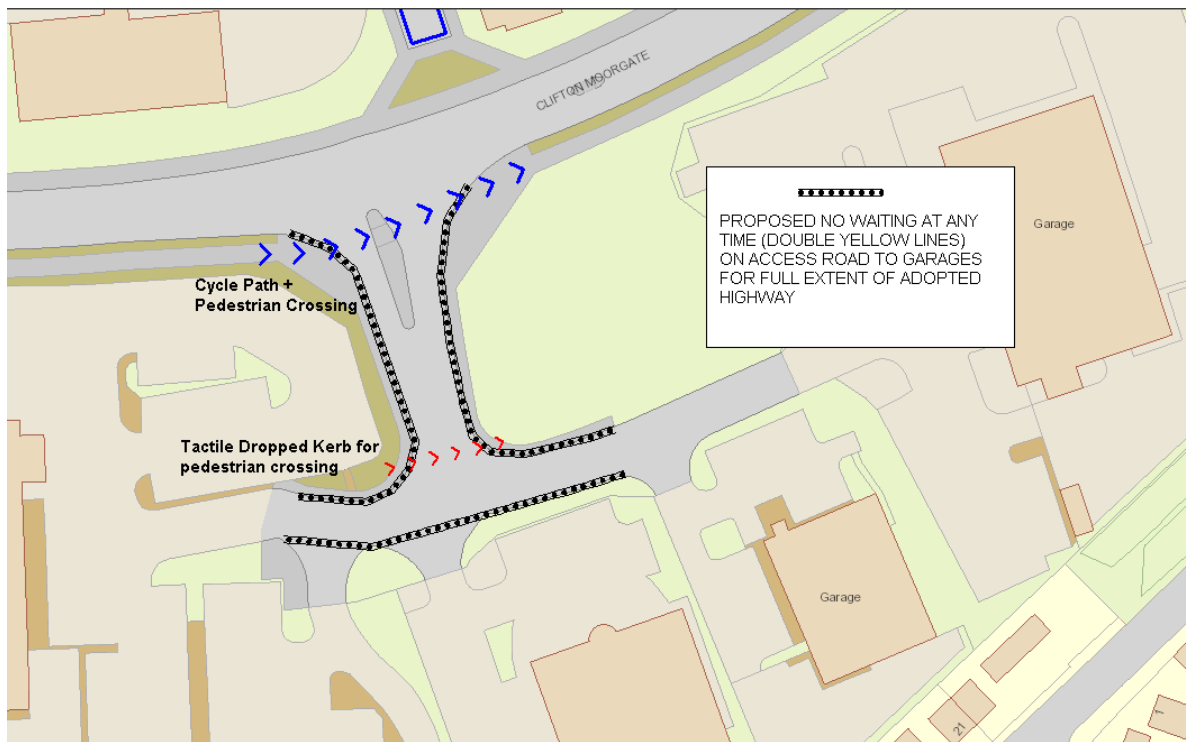 CLIFTON MOORGATE
PROPOSED NO WAITING AT ANY
TIME (DOUBLE YELLOW LINES)
ON ACCESS ROAD TO GARAGES
FOR FULL EXTENT OF ADOPTED
HIGHWAY
Garage
Cycle Path +
Pedestrian Crossing
Tactile Dropped Kerb for
pedestrian crossing
Garage
21
1